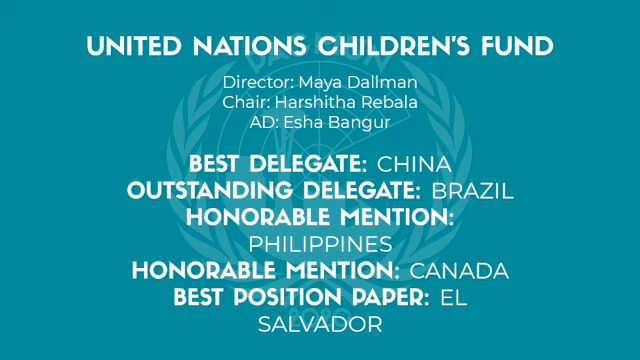 UNITED NATIONS CHILDREN'S FUND
Director: Maya Dallman
Chair: Harshitha Rebala
AD: Esha Bangur
BEST DELEGATE: CHINA
OUTSTANDING DELEGATE: BRAZIL
HONORABLE MENTION:
PHILIPPINES
HONORABLE MENTION: CANADA
BEST POSITION PAPER: EL
SALVADOR